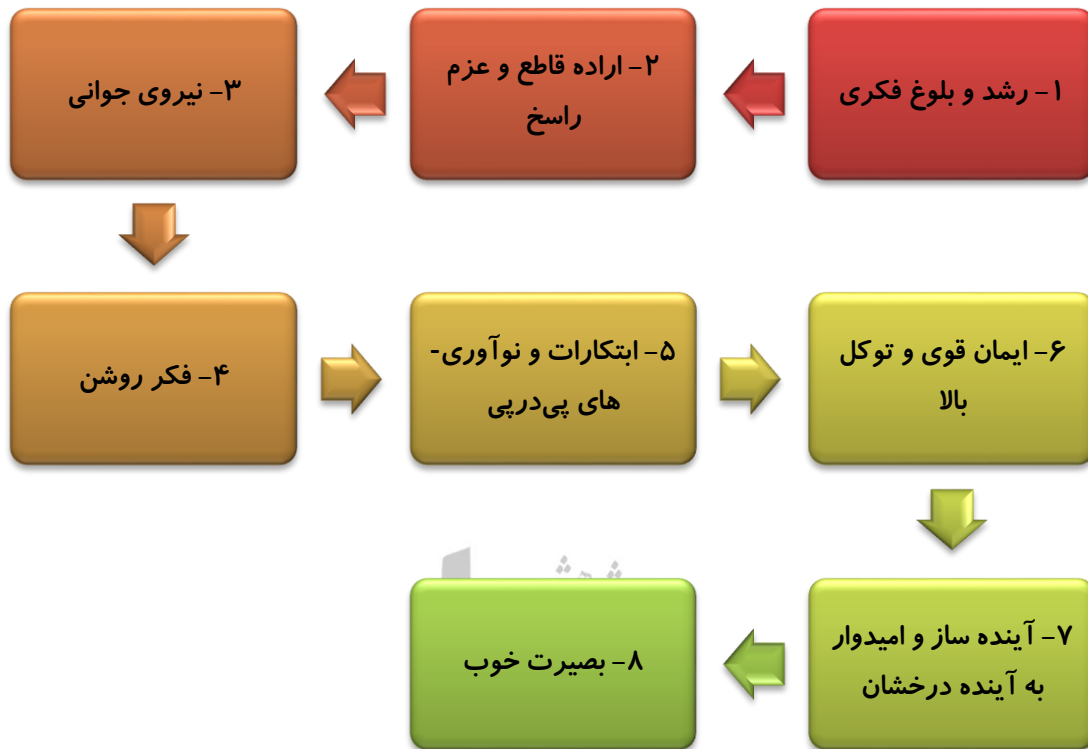 ۱- رشد و بلوغ فکری
۲- اراده قاطع و عزم
راسخ
۳- نیروی جوانی
۴- فکر روشن
۵- ابتکارات و نوآوری-
های پی‌درپی
۶- ایمان قوی و توکل
بالا
۷- آینده ساز و امیدوار
به آینده درخشان
۸- بصیرت خوب